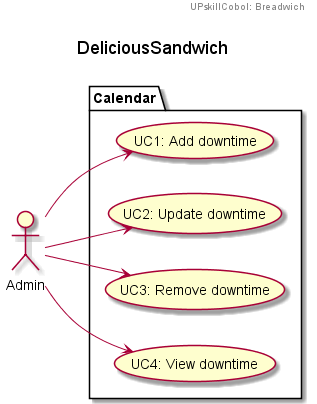 UPskillCobol: Breadwich
DeliciousSandwich
Calendar
UC1: Add downtime
UC2: Update downtime
UC3: Remove downtime
Admin
UC4: View downtime